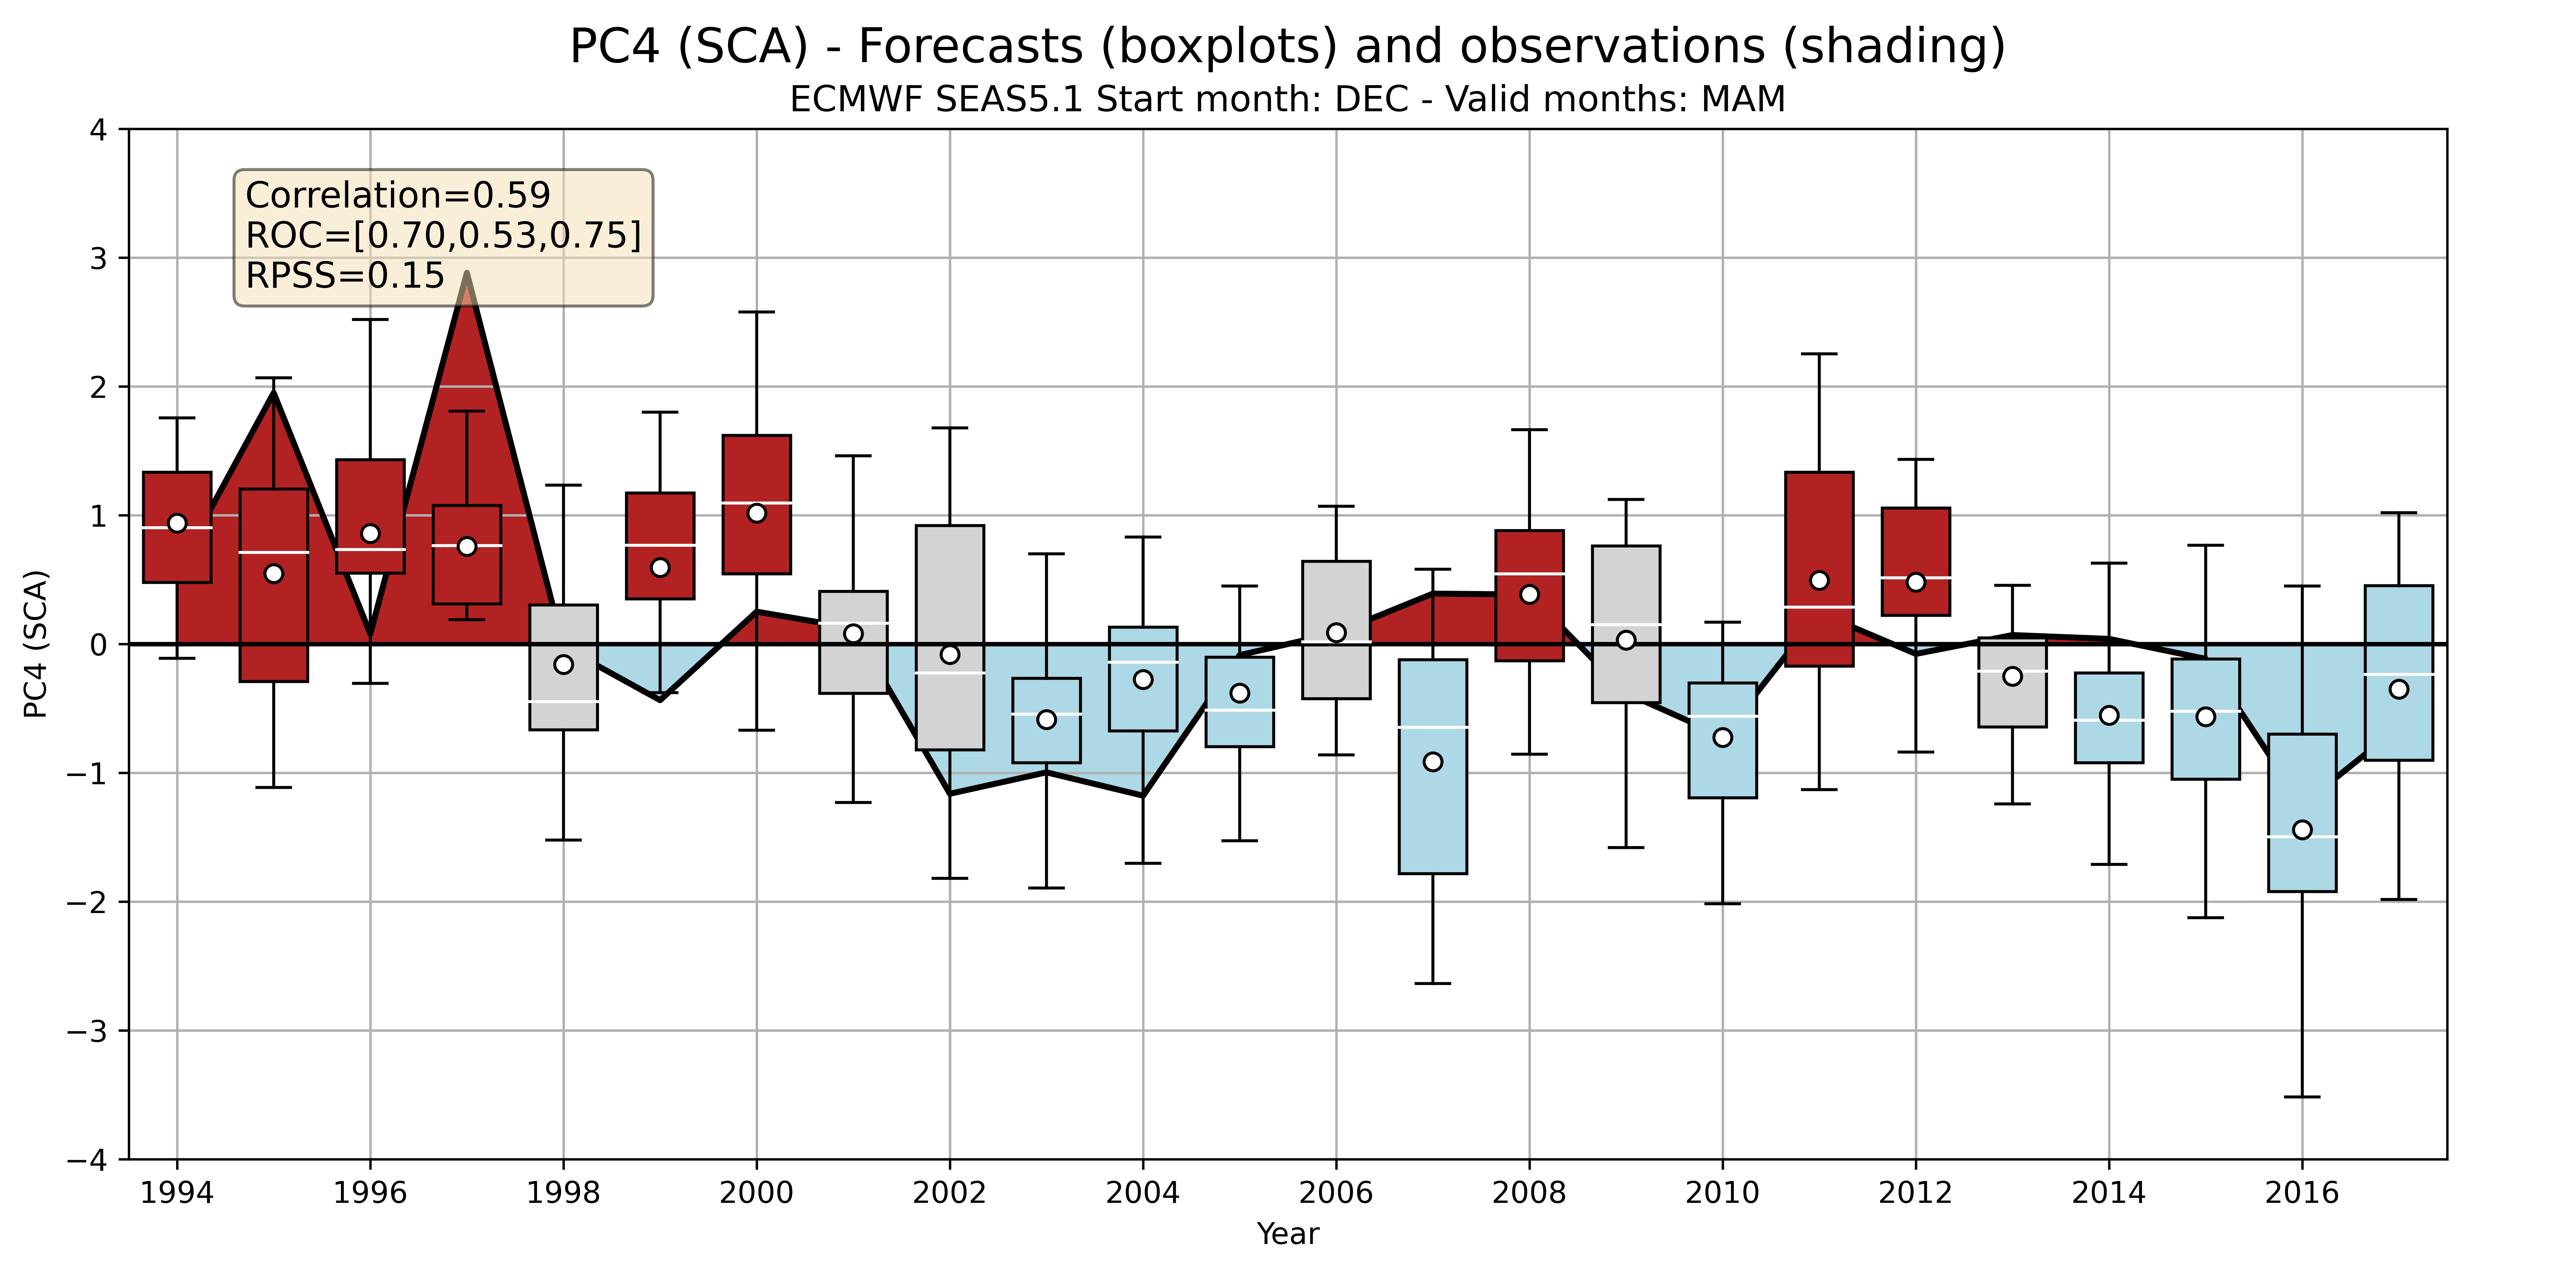 PC4 (SCA) - Forecasts (boxplots) and observations (shading)
ECMWF SEAS5.1 Start month: DEC - Valid months: MAM
Correlation=0.59
ROC=[0.70,0.53,0.75]
RPSS=0.15
PC4 (SCA)
4
3
2
1
0
−1
−2
−3
−4
1994 1996 1998 2000 2002 2004 2006 2008 2010 2012 2014 2016
Year